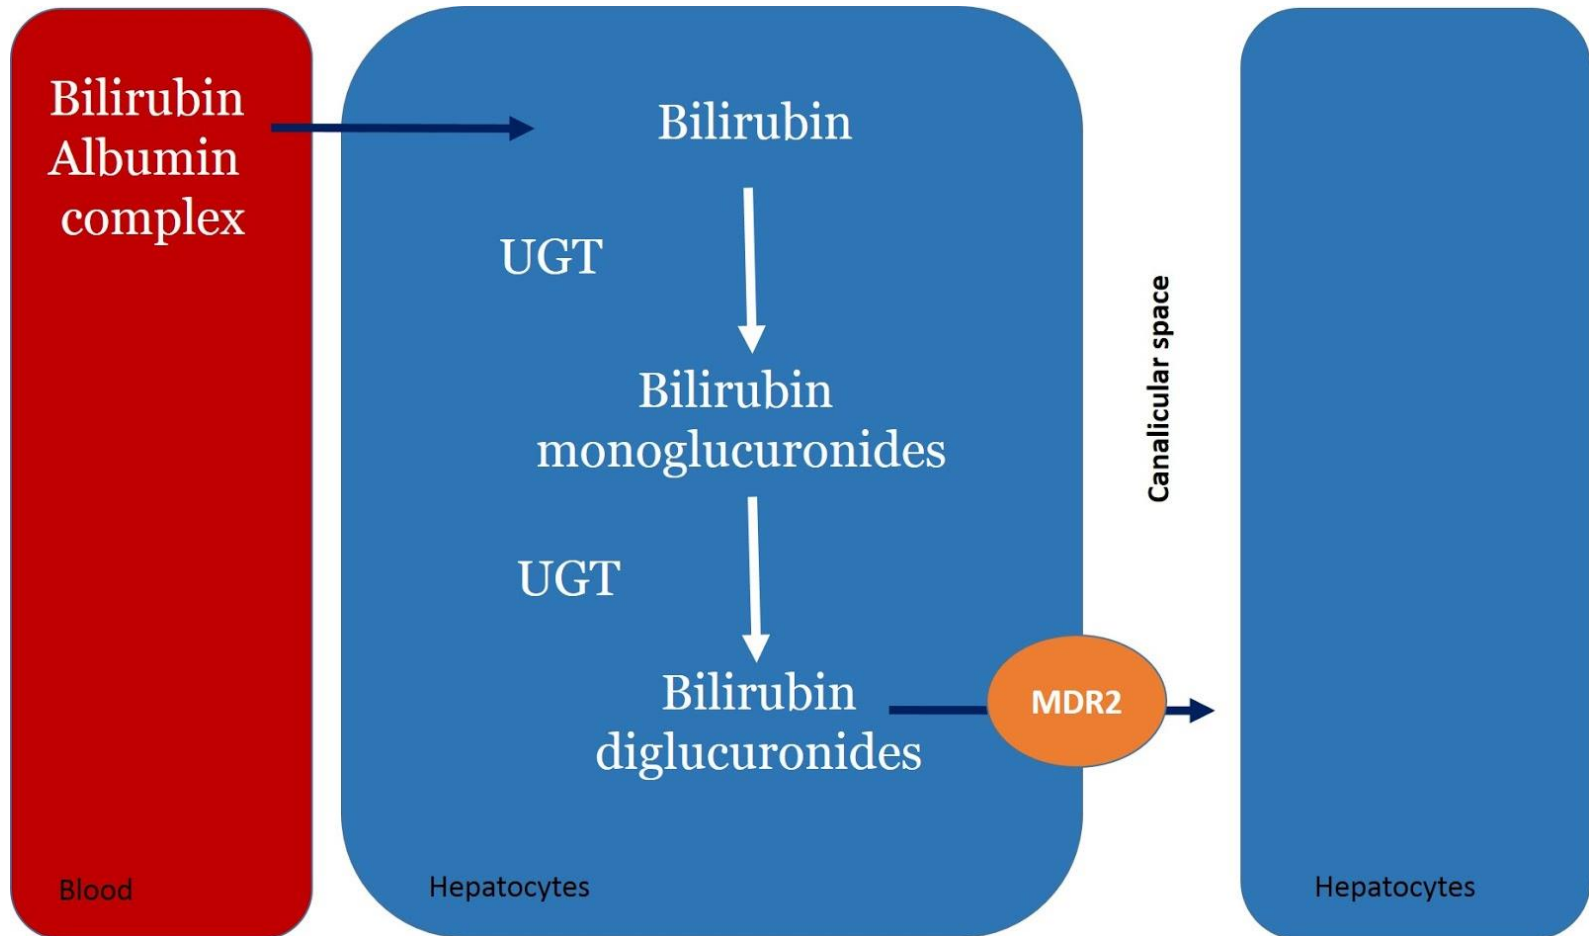 Bilirubin
Albumin
complex
Bilirubin
UGT
Bilirubin
monoglucuronides
UGT
Bilirubin
diglucuronides
MDR2
Canalicular space
Blood
Hepatocytes
Hepatocytes